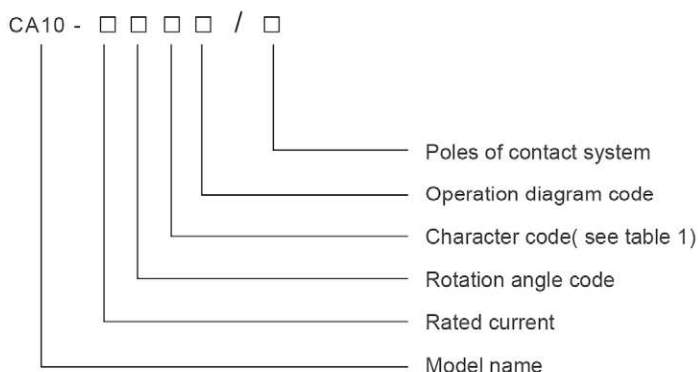 CA10 - □ □ □ □ / □
Poles of contact system
Operation diagram code
Character code( see table 1)
Rotation angle code
Rated current
Model name